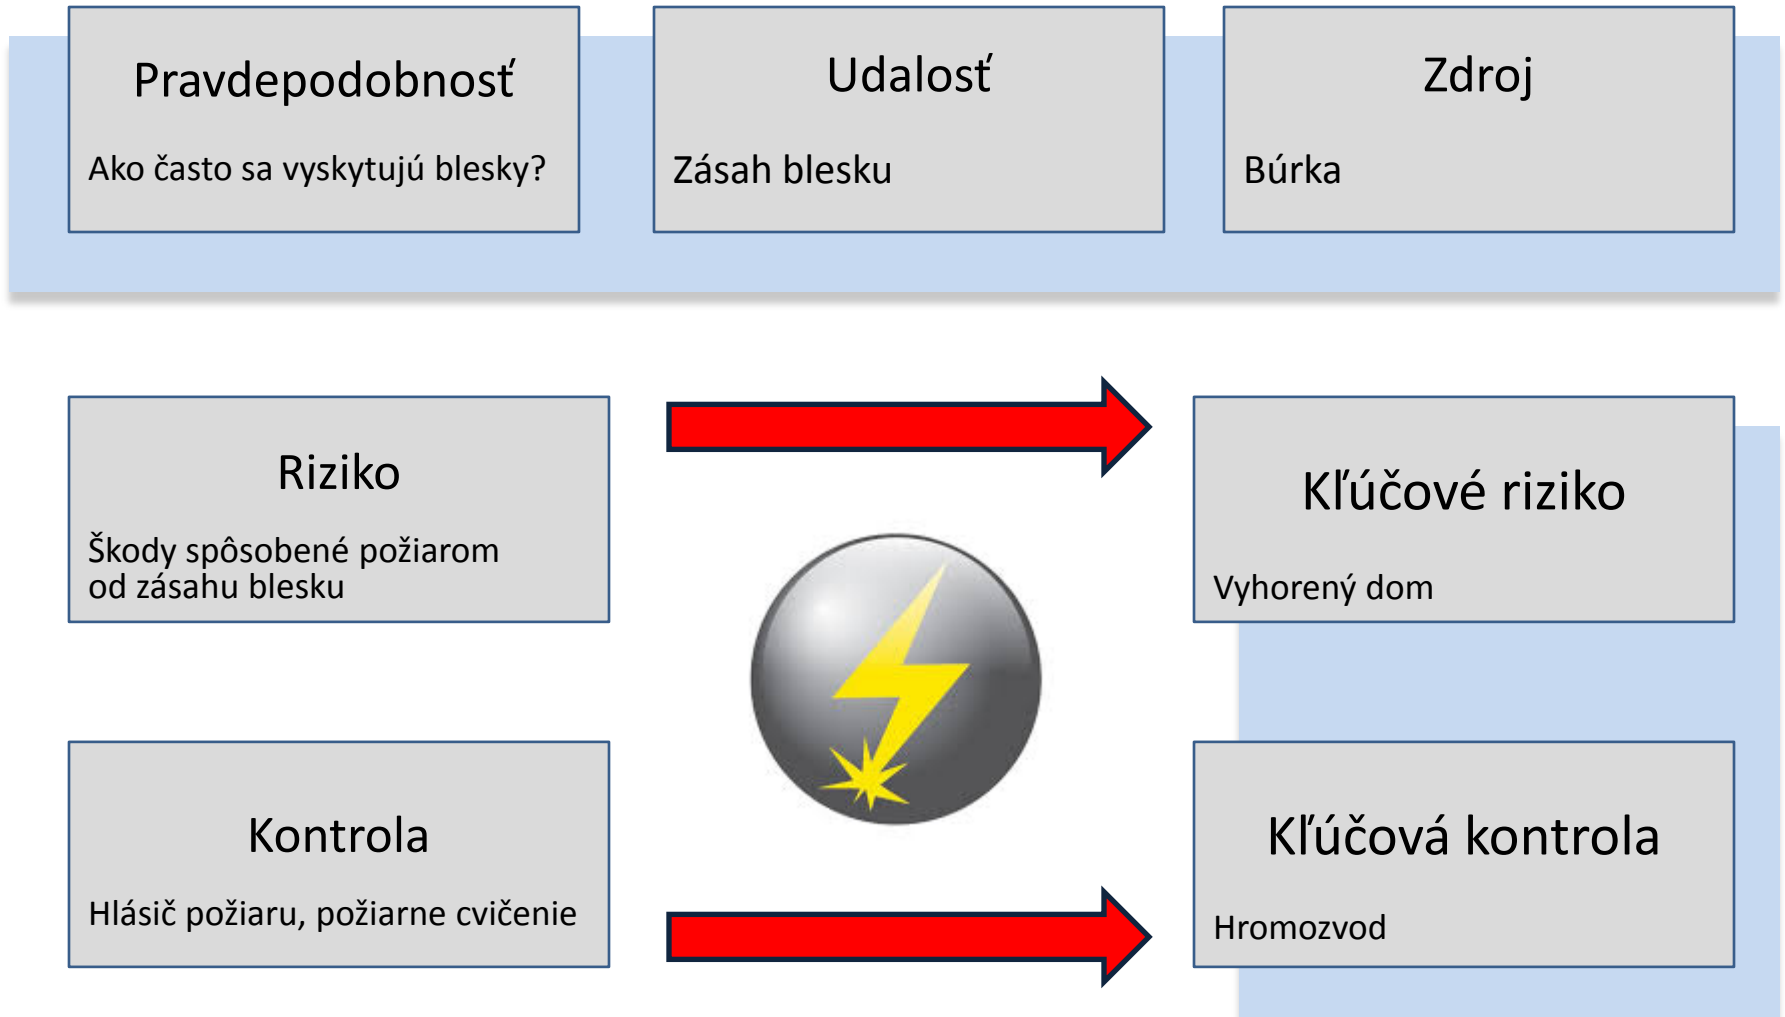 Pravdepodobnosť
Ako často sa vyskytujú blesky?
Udalosť
Zásah blesku
Zdroj
Búrka
Riziko
Škody spôsobené požiarom
od zásahu blesku
Kľúčové riziko
Vyhorený dom
Kontrola
Hlásič požiaru, požiarne cvičenie
Kľúčová kontrola
Hromozvod